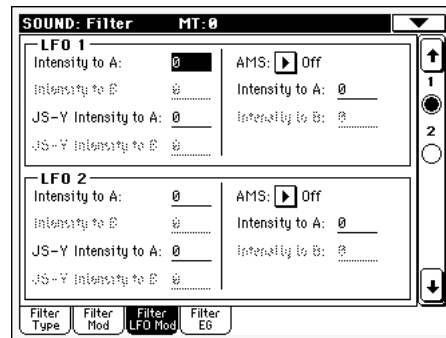 SOUND: Filter MT:0
LFO 1
Intensity to A: 0 AMS: Off
Intensity to B 0 Intensity to A: 0
JS-Y Intensity to A: 0 Intensity to B: 0
JS-Y Intensity to B 0
LFO 2
Intensity to A: 0 AMS: Off
Intensity to B 0 Intensity to A: 0
JS-Y Intensity to A: 0 Intensity to B: 0
JS-Y Intensity to B 0
1
2
Filter Type Filter Mod Filter LFO Mod Filter EG